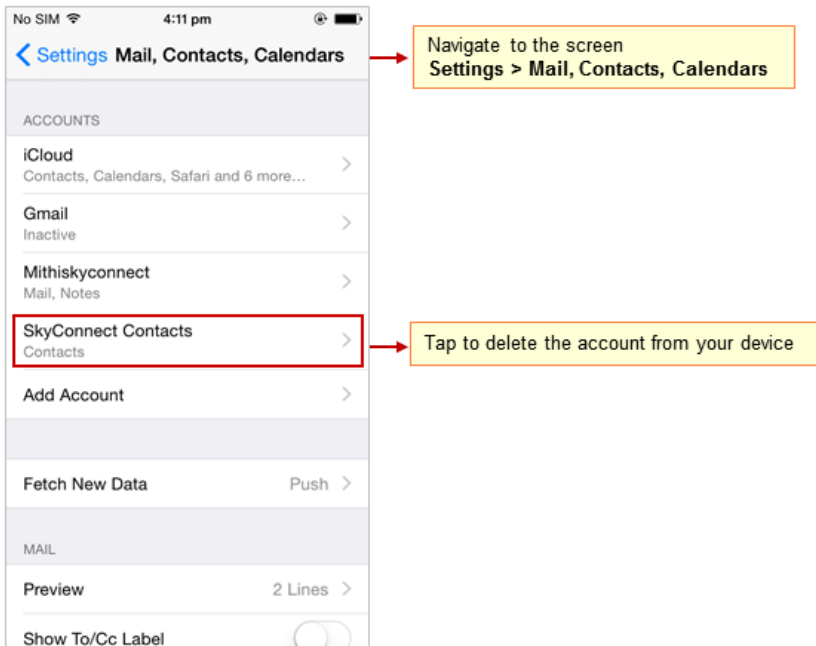 No SIM 4:11 pm
Settings Mail, Contacts, Calendars
Navigate to the screen
Settings > Mail, Contacts, Calendars
ACCOUNTS
iCloud
Contacts, Calendars, Safari and 6 more...
Gmail
Inactive
Mithiskyconnect
Mail, Notes
SkyConnect Contacts
Contacts
Tap to delete the account from your device
Add Account
Fetch New Data Push
MAIL
Preview 2 Lines
Show To/Cc Label